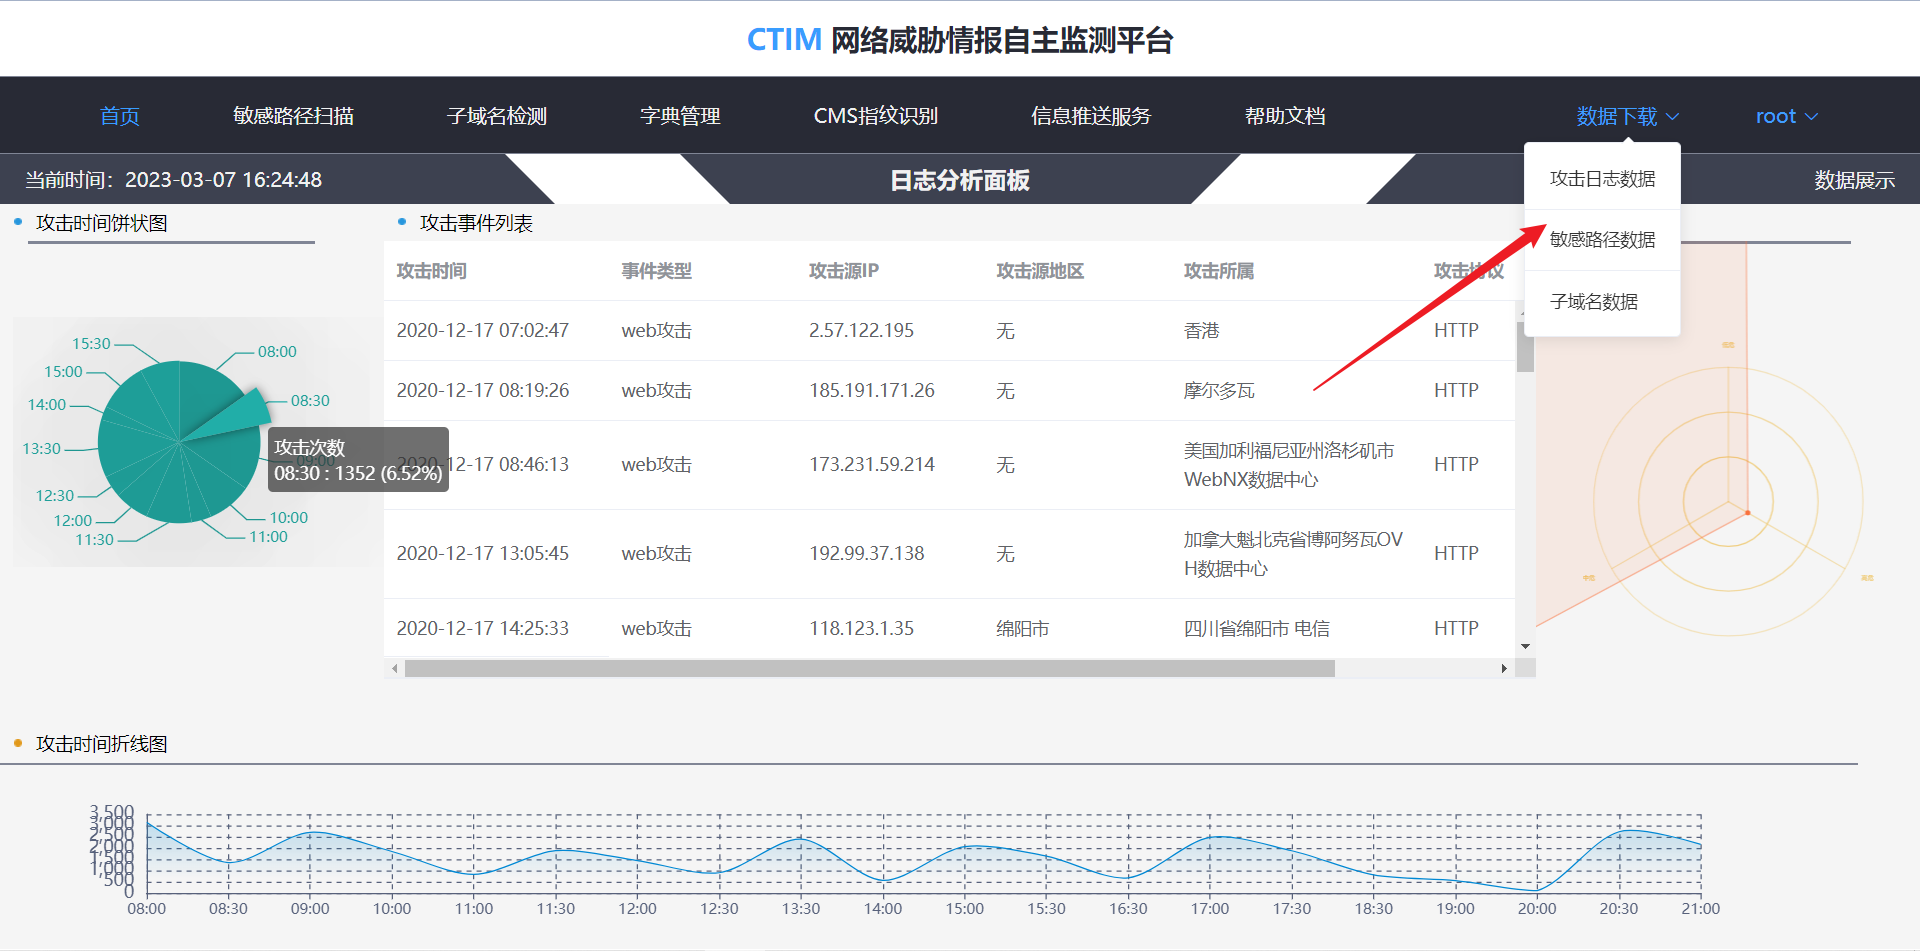 CTIM 网络威胁情报自主监测平台
首页 敏感路径扫描 子域名检测 字典管理 CMS指纹识别 信息推送服务 帮助文档 数据下载 root
当前时间：2023-03-07 16:24:48 日志分析面板 数据展示
攻击日志数据
敏感路径数据
子域名数据
攻击时间饼状图
15:30
08:00
15:00
08:30
14:00
13:30
09:00
12:30
12:00
10:00
11:30
11:00
攻击次数
08:30 : 1352 (6.52%)
攻击事件列表
攻击时间 事件类型 攻击源IP 攻击源地区 攻击所属 攻击协议
2020-12-17 07:02:47 web攻击 2.57.122.195 无 香港 HTTP
2020-12-17 08:19:26 web攻击 185.191.171.26 无 摩尔多瓦 HTTP
12-17 08:46:13 web攻击 173.231.59.214 无 美国加利福尼亚州洛杉矶市 HTTP
WebNX数据中心
2020-12-17 13:05:45 web攻击 192.99.37.138 无 加拿大魁北克省博阿努瓦OV HTTP
H数据中心
2020-12-17 14:25:33 web攻击 118.123.1.35 绵阳市 四川省绵阳市 电信 HTTP
攻击时间折线图
3,500
3,000
2,500
2,000
1,500
1,000
500
0
08:00 08:30 09:00 10:00 11:00 11:30 12:00 12:30 13:30 14:00 15:00 15:30 16:30 17:00 17:30 18:30 19:00 20:00 20:30 21:00